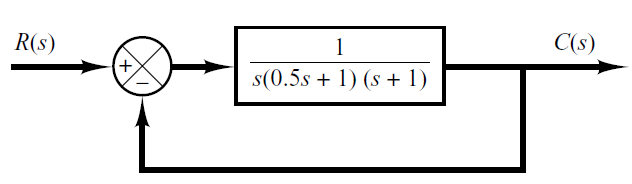 R(s)
C(s)
+
−
1
s(0.5s + 1) (s + 1)